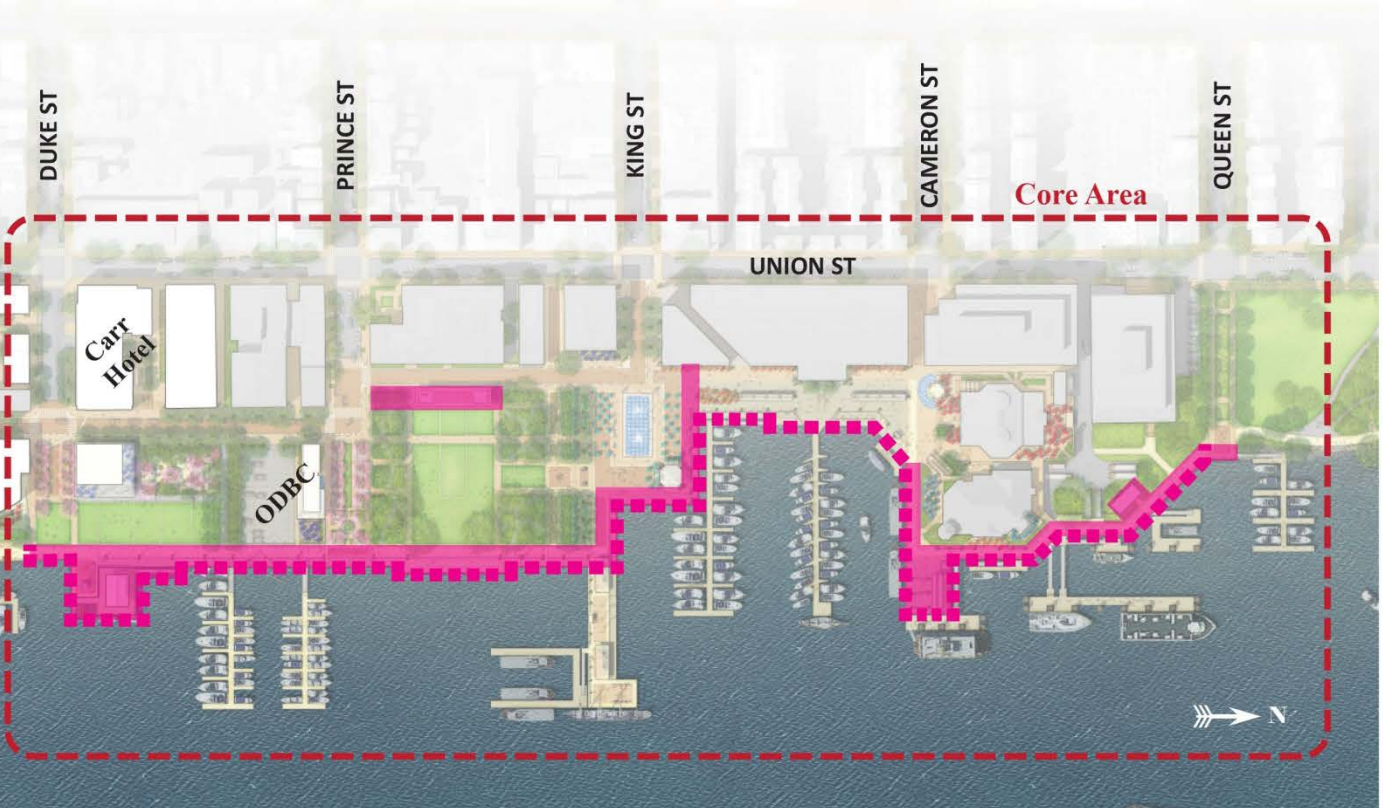 DUKE ST
PRINCE ST
KING ST
CAMERON ST
QUEEN ST
Core Area
UNION ST
Carr
Hotel
ODBC
N